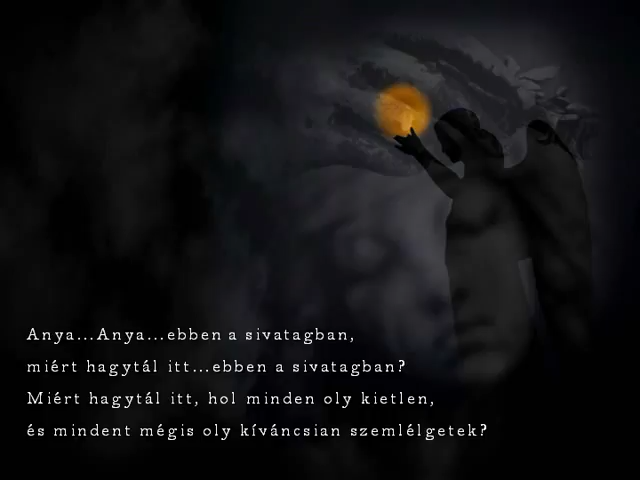 Anya...Anya...ebben a sivatagban,
miért hagytál itt...ebben a sivatagban?
Miért hagytál itt, hol minden oly kietlen,
és mindent mégis oly kíváncsian szemlélgetek?